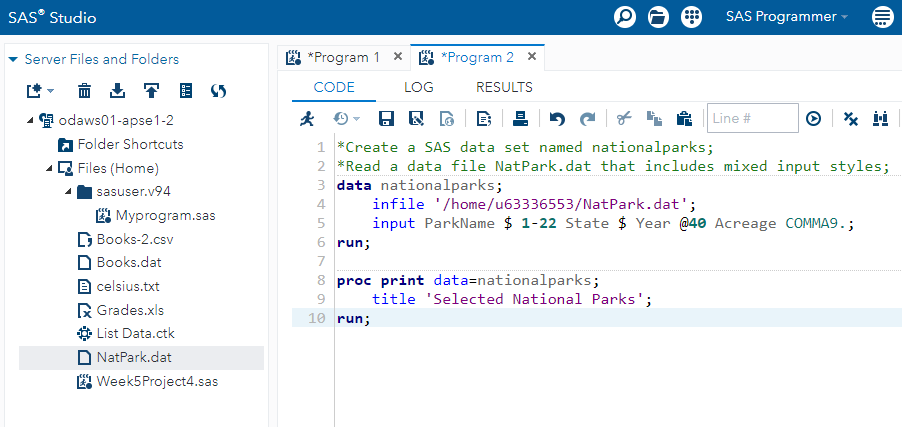 SAS® Studio
SAS Programmer
Server Files and Folders
odaws01-apse1-2
Folder Shortcuts
Files (Home)
sasuser.v94
Myprogram.sas
Books-2.csv
Books.dat
celsius.txt
Grades.xls
List Data.ctk
NatPark.dat
Week5Project4.sas
*Program 1
*Program 2
CODE LOG RESULTS
Line #
1 *Create a SAS data set named nationalparks;
2 *Read a data file NatPark.dat that includes mixed input styles;
3 data nationalparks;
4 infile '/home/u63336553/NatPark.dat';
5 input ParkName $ 1-22 State $ Year @40 Acreage COMMA9.;
6 run;
7
8 proc print data=nationalparks;
9 title 'Selected National Parks';
10 run;